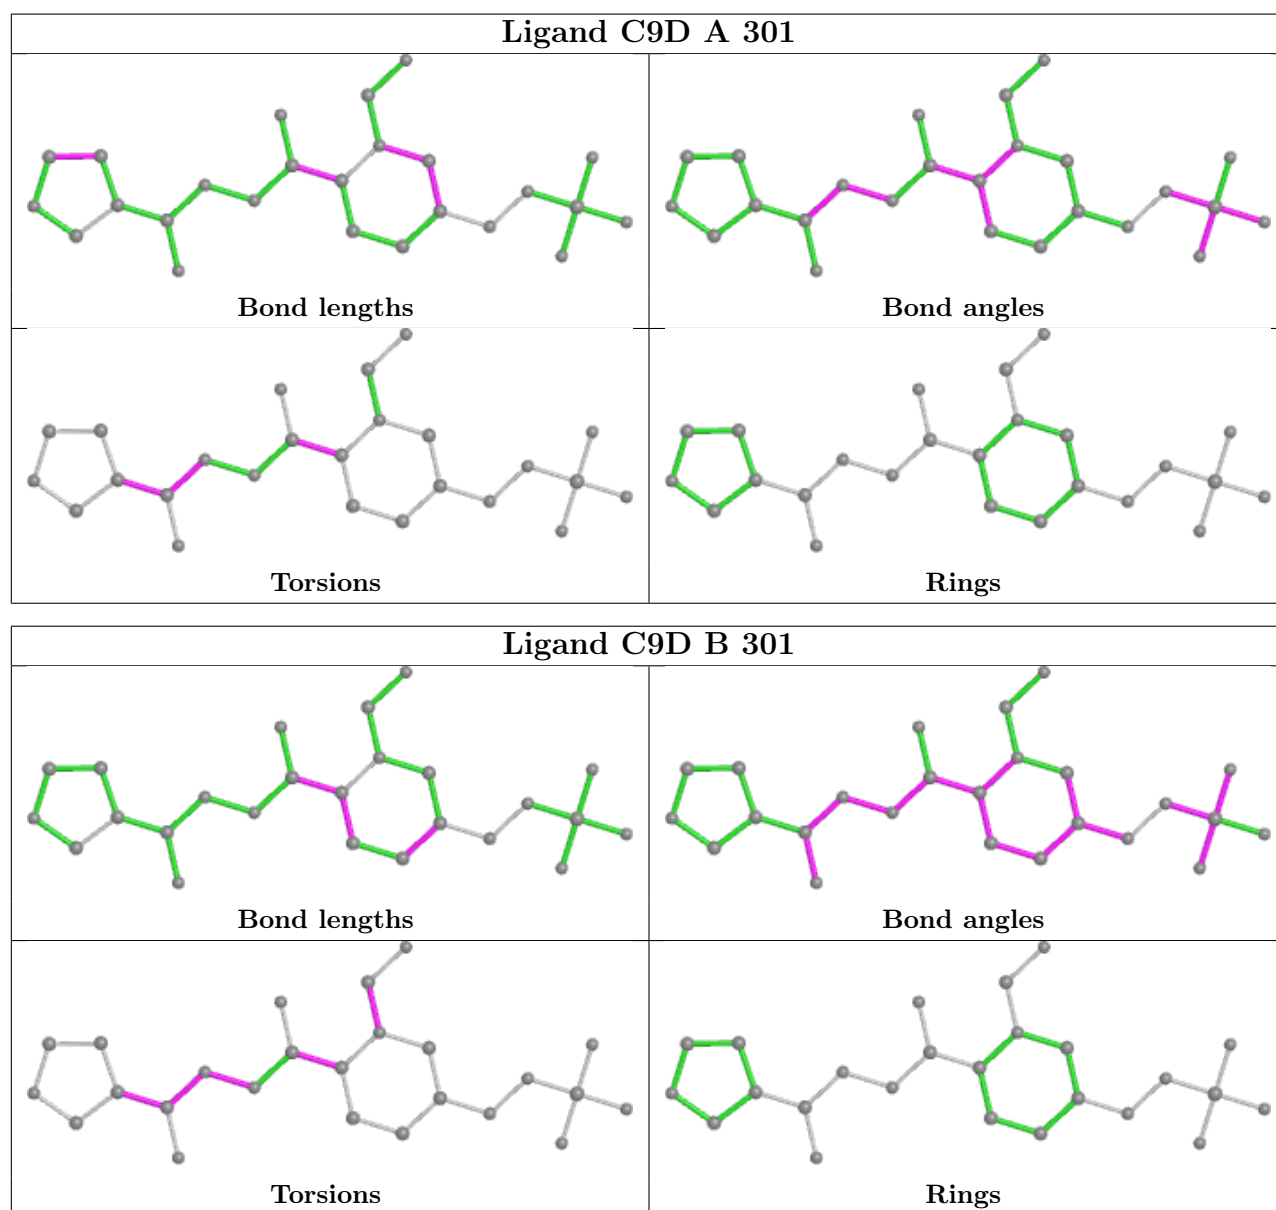 Ligand C9D A 301
Bond lengths
Bond angles
Torsions
Rings
Ligand C9D B 301
Bond lengths
Bond angles
Torsions
Rings